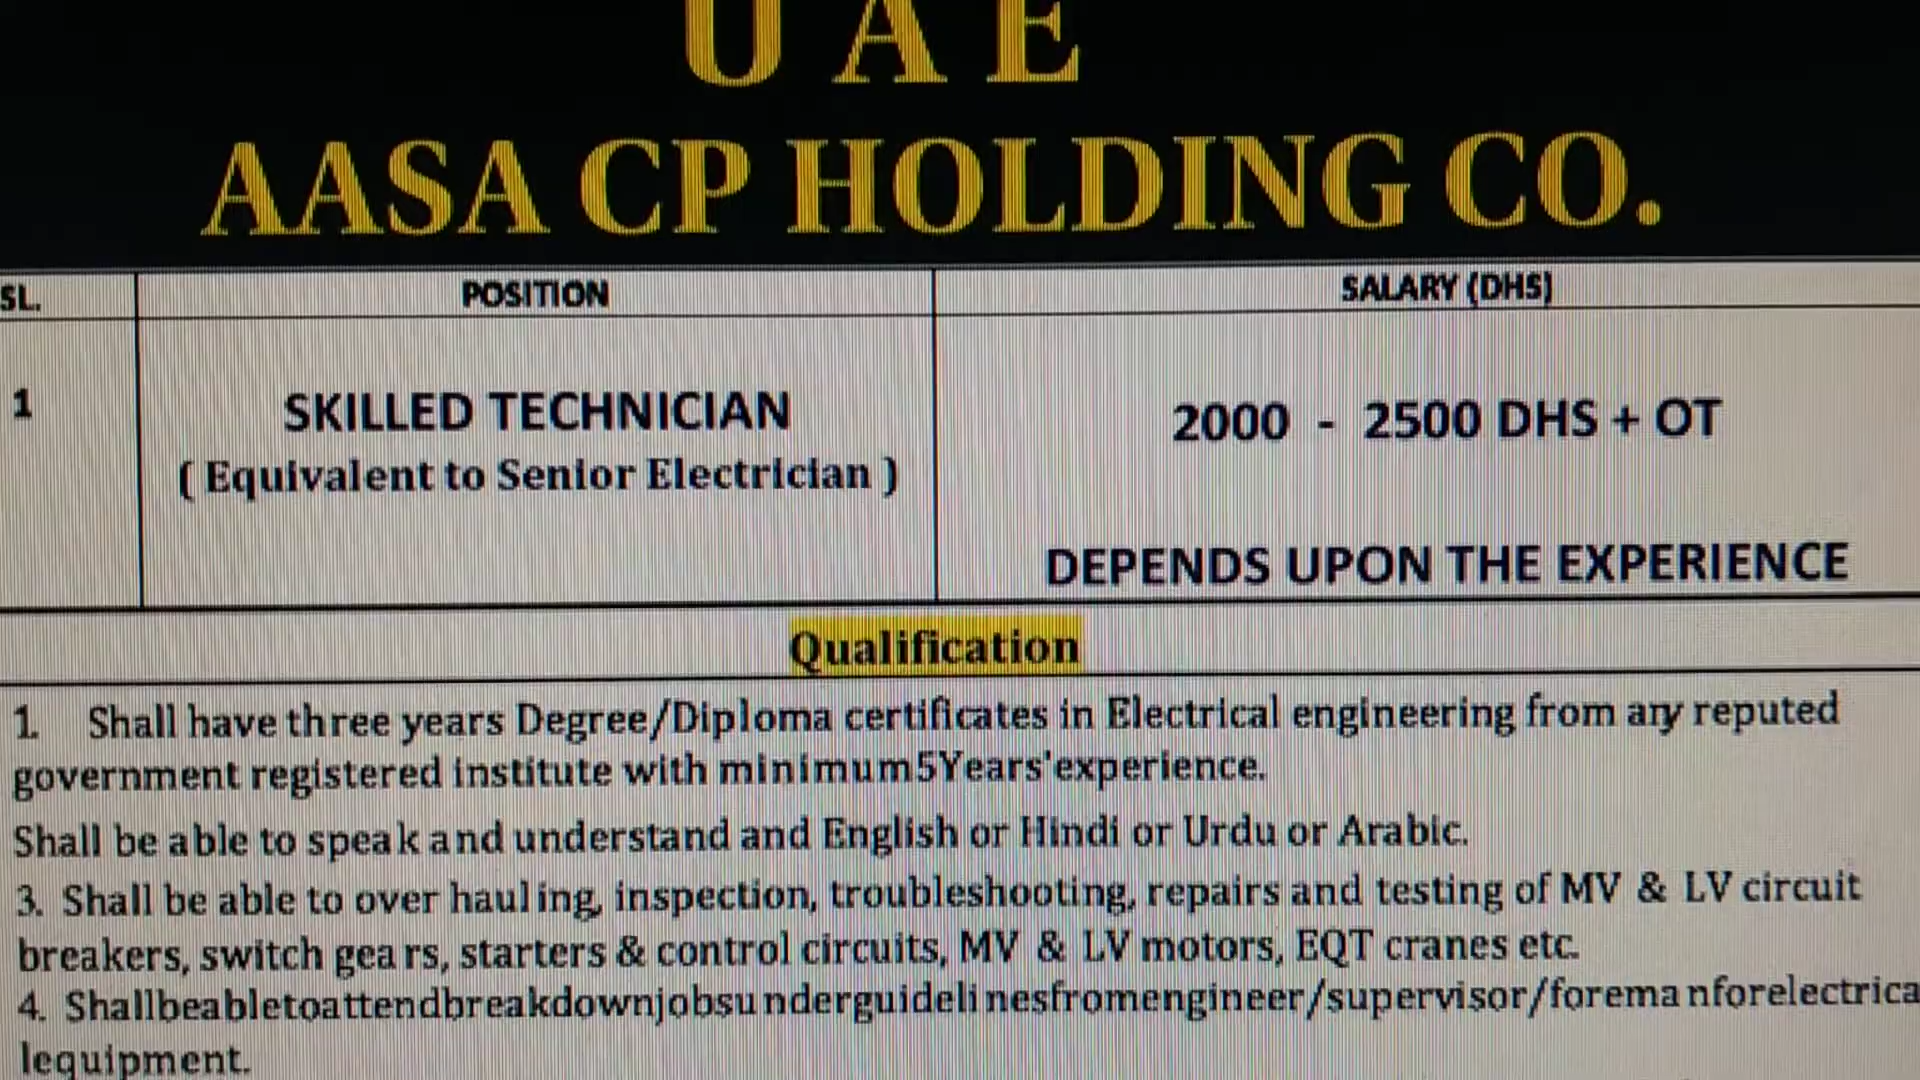 UAE
AASA CP HOLDING CO.
SL. POSITION SALARY (DHS)
1 SKILLED TECHNICIAN 2000 - 2500 DHS + OT
( Equivalent to Senior Electrician )
DEPENDS UPON THE EXPERIENCE
Qualification
1. Shall have three years Degree/Diploma certificates in Electrical engineering from any reputed
government registered institute with minimum5Years'experience.
Shall be able to speak and understand and English or Hindi or Urdu or Arabic.
3. Shall be able to over hauling, inspection, troubleshooting, repairs and testing of MV & LV circuit
breakers, switch gears, starters & control circuits, MV & LV motors, EQT cranes etc.
4. Shallbeabletoattendbreakdownjobsunderguidelinesfromengineer/supervisor/foremanforelectrica
lequipment.